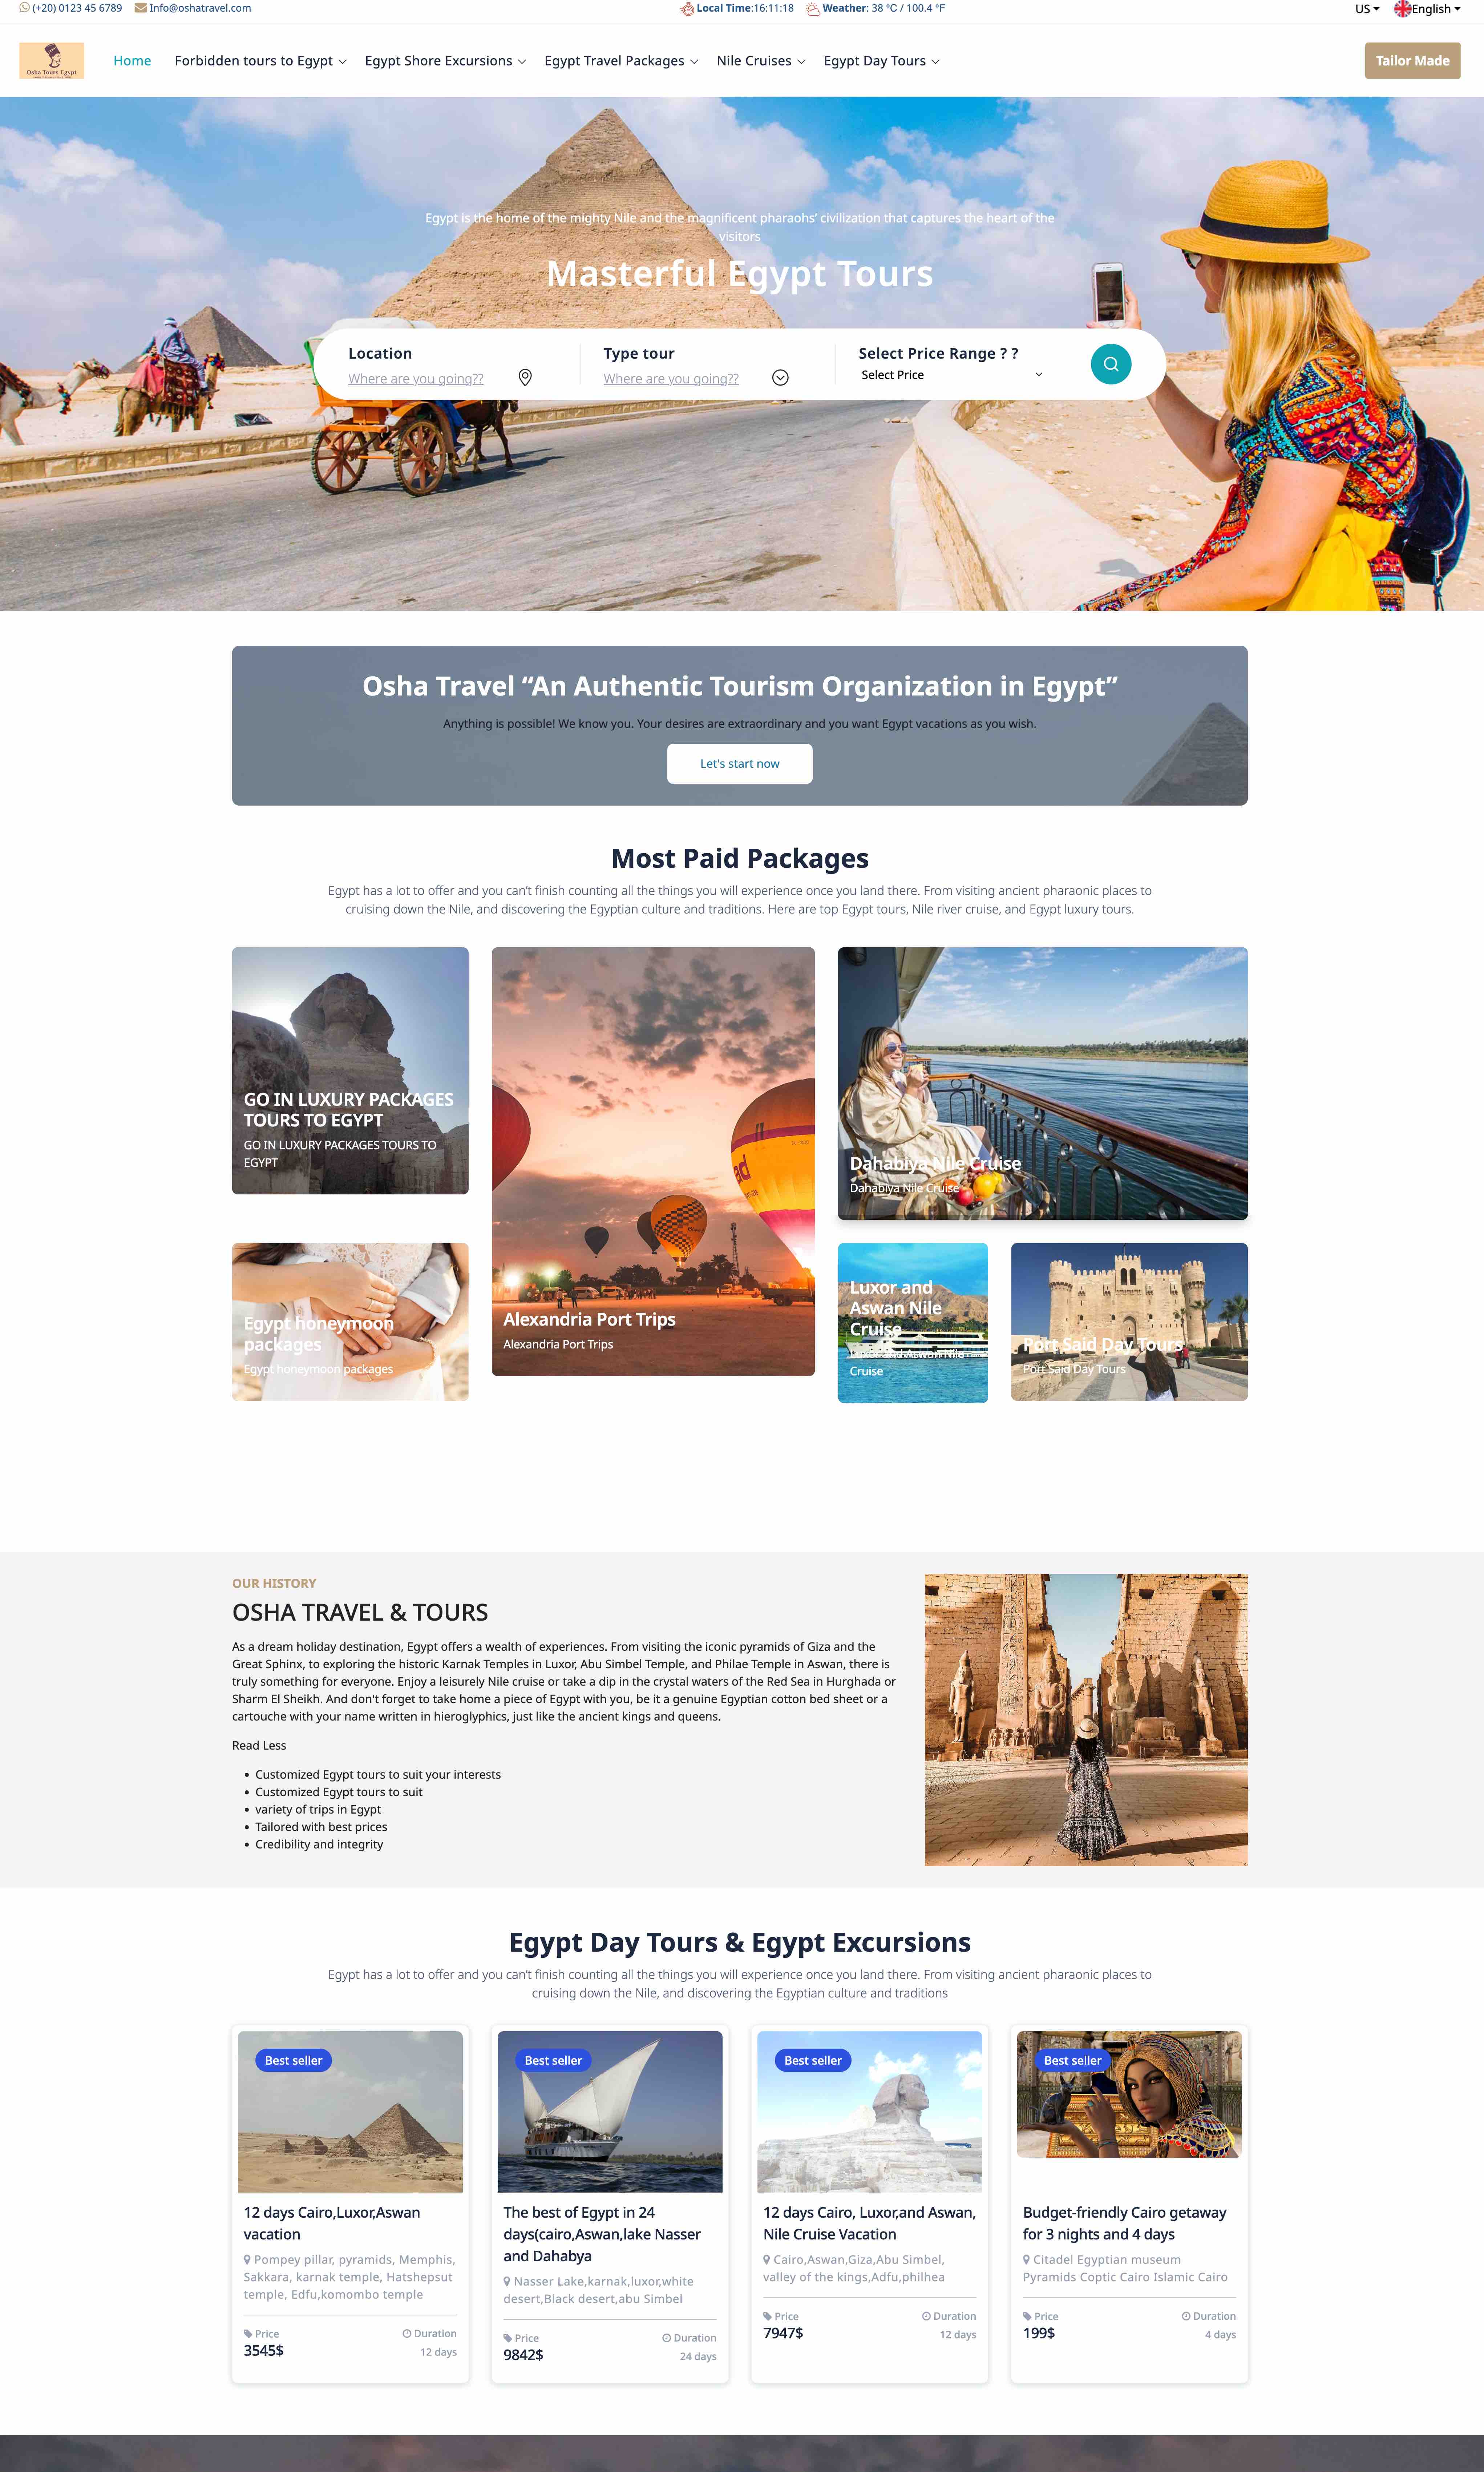 (+20) 0123 45 6789 Info@oshatravel.com Local Time:16:11:18 Weather: 38 °C / 100.4 °F US English
Osha Tours Egypt
Home Forbidden tours to Egypt Egypt Shore Excursions Egypt Travel Packages Nile Cruises Egypt Day Tours Tailor Made
Egypt is the home of the mighty Nile and the magnificent pharaohs’ civilization that captures the heart of the
visitors
Masterful Egypt Tours
Location Type tour Select Price Range ? ?
Where are you going?? Where are you going?? Select Price
Osha Travel “An Authentic Tourism Organization in Egypt”
Anything is possible! We know you. Your desires are extraordinary and you want Egypt vacations as you wish.
Let's start now
Most Paid Packages
Egypt has a lot to offer and you can’t finish counting all the things you will experience once you land there. From visiting ancient pharaonic places to
cruising down the Nile, and discovering the Egyptian culture and traditions. Here are top Egypt tours, Nile river cruise, and Egypt luxury tours.
GO IN LUXURY PACKAGES
TOURS TO EGYPT
GO IN LUXURY PACKAGES TOURS TO
EGYPT
Dahabiya Nile Cruise
Dahabiya Nile Cruise
Egypt honeymoon
packages
Egypt honeymoon packages
Alexandria Port Trips
Alexandria Port Trips
Luxor and
Aswan Nile
Cruise
Luxor and Aswan Nile
Cruise
Port Said Day Tours
Port Said Day Tours
OUR HISTORY
OSHA TRAVEL & TOURS
As a dream holiday destination, Egypt offers a wealth of experiences. From visiting the iconic pyramids of Giza and the
Great Sphinx, to exploring the historic Karnak Temples in Luxor, Abu Simbel Temple, and Philae Temple in Aswan, there is
truly something for everyone. Enjoy a leisurely Nile cruise or take a dip in the crystal waters of the Red Sea in Hurghada or
Sharm El Sheikh. And don't forget to take home a piece of Egypt with you, be it a genuine Egyptian cotton bed sheet or a
cartouche with your name written in hieroglyphics, just like the ancient kings and queens.
Read Less
Customized Egypt tours to suit your interests
Customized Egypt tours to suit
variety of trips in Egypt
Tailored with best prices
Credibility and integrity
Egypt Day Tours & Egypt Excursions
Egypt has a lot to offer and you can’t finish counting all the things you will experience once you land there. From visiting ancient pharaonic places to
cruising down the Nile, and discovering the Egyptian culture and traditions
Best seller
12 days Cairo,Luxor,Aswan
vacation
Pompey pillar, pyramids, Memphis,
Sakkara, karnak temple, Hatshepsut
temple, Edfu,komombo temple
Price Duration
3545$ 12 days
Best seller
The best of Egypt in 24
days(cairo,Aswan,lake Nasser
and Dahabya
Nasser Lake,karnak,luxor,white
desert,Black desert,abu Simbel
Price Duration
9842$ 24 days
Best seller
12 days Cairo, Luxor,and Aswan,
Nile Cruise Vacation
Cairo,Aswan,Giza,Abu Simbel,
valley of the kings,Adfu,philhea
Price Duration
7947$ 12 days
Best seller
Budget-friendly Cairo getaway
for 3 nights and 4 days
Citadel Egyptian museum
Pyramids Coptic Cairo Islamic Cairo
Price Duration
199$ 4 days